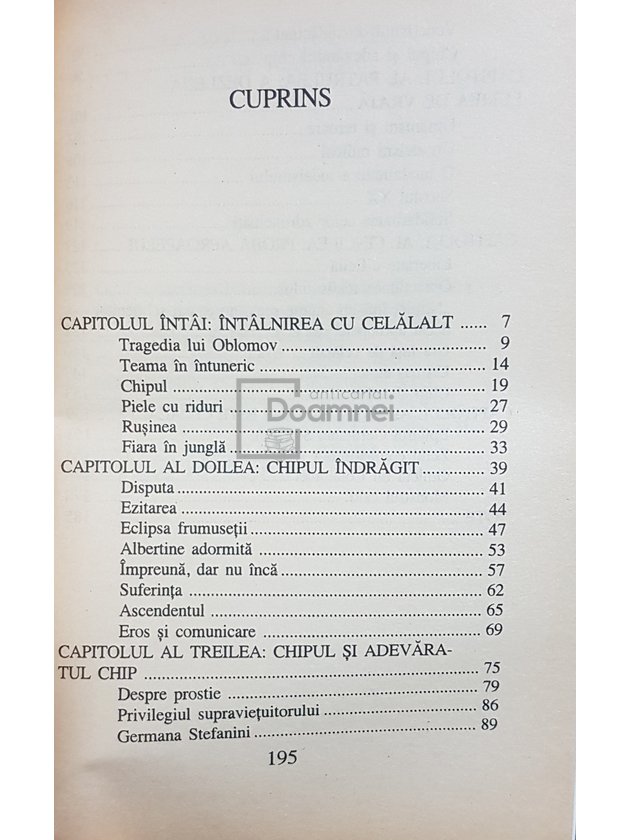 CUPRINS
CAPITOLUL ÎNTÂI: ÎNTÂLNIREA CU CELĂLALT ...... 7
Tragedia lui Oblomov ........ 9
Teama în întuneric ........ 14
Chipul ........ 19
Piele cu riduri ........ 27
Rușinea ........ 29
Fiara în junglă ........ 33
CAPITOLUL AL DOILEA: CHIPUL ÎNDRĂGIT ........ 39
Disputa ........ 41
Ezitarea ........ 44
Eclipsa frumuseții ........ 47
Albertine adormită ........ 53
Împreună, dar nu încă ........ 57
Suferința ........ 62
Ascendentul ........ 65
Eros și comunicare ........ 69
CAPITOLUL AL TREILEA: CHIPUL ȘI ADEVĂRA-
TUL CHIP ........ 75
Despre prostie ........ 79
Privilegiul supraviețuitorului ........ 86
Germana Stefanini ........ 89
195
anticariat
Doamnei